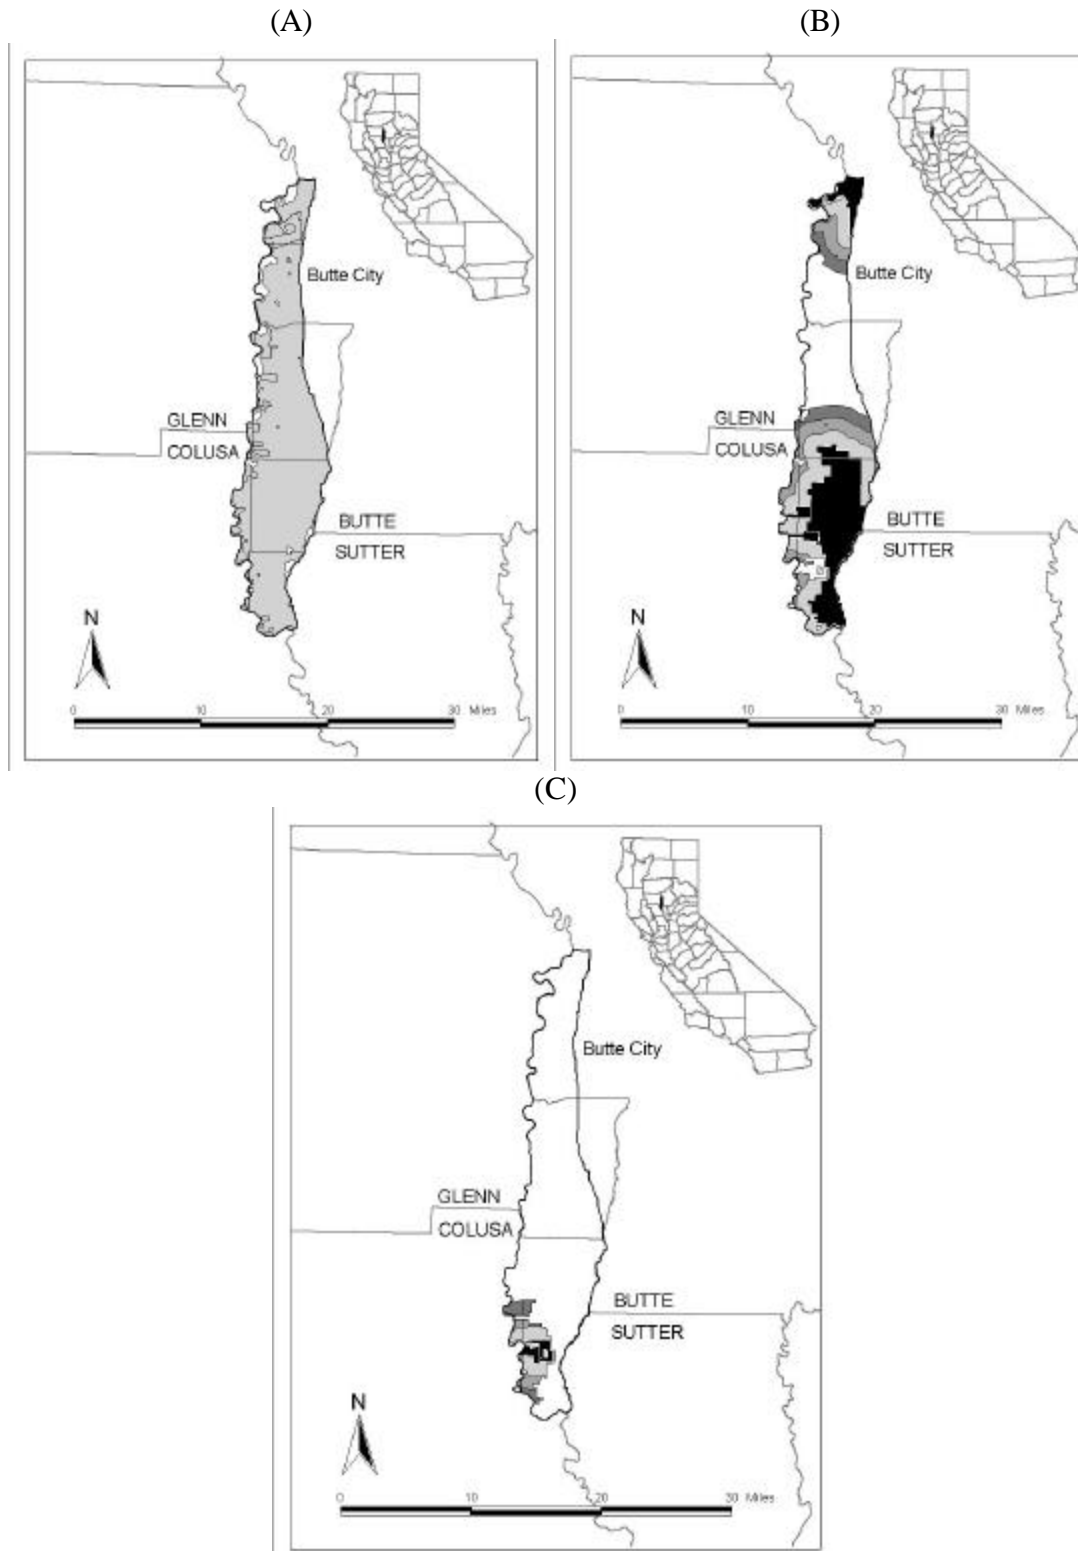 (A)
(B)
Butte City
Butte City
GLENN
COLUSA
GLENN
COLUSA
BUTTE
SUTTER
BUTTE
SUTTER
N
N
0 10 20 30 Miles
0 10 20 30 Miles
(C)
Butte City
GLENN
COLUSA
BUTTE
SUTTER
N
0 10 20 30 Miles